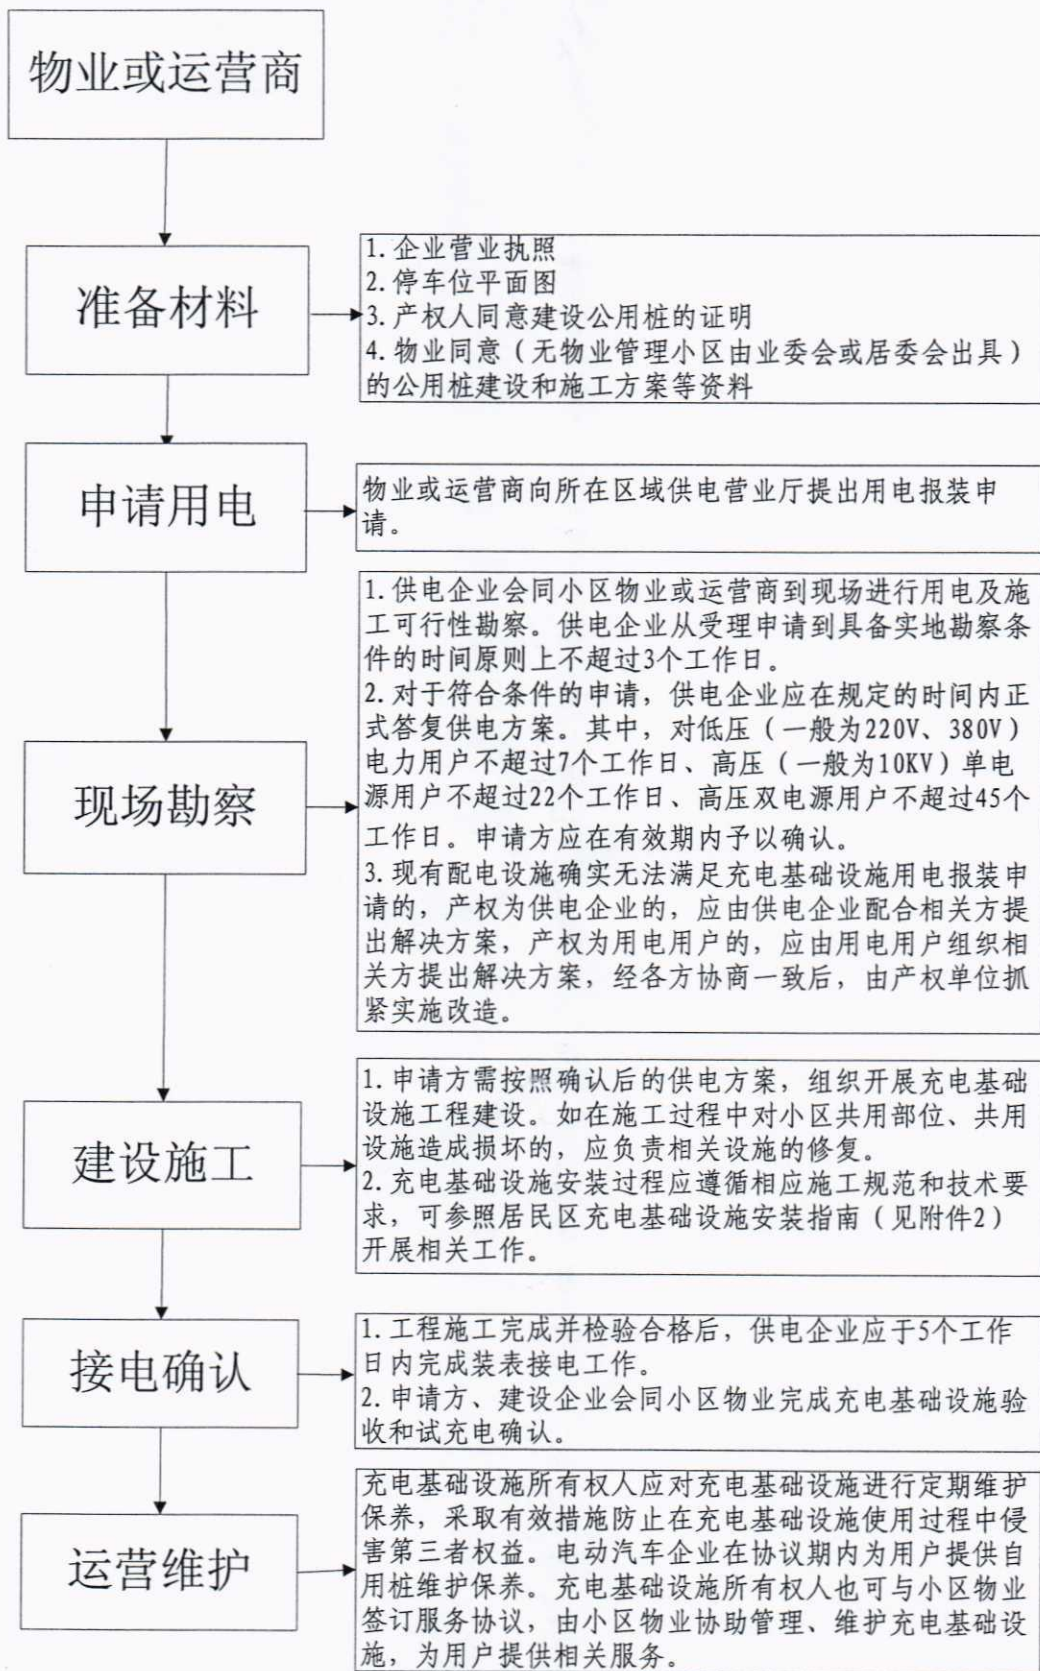 物业或运营商
准备材料
1. 企业营业执照
2. 停车位平面图
3. 产权人同意建设公用桩的证明
4. 物业同意（无物业管理小区由业委会或居委会出具）
的公用桩建设和施工方案等资料
申请用电
物业或运营商向所在区域供电营业厅提出用电报装申
请。
现场勘察
1. 供电企业会同小区物业或运营商到现场进行用电及施
工可行性勘察。供电企业从受理申请到具备实地勘察条
件的时间原则上不超过3个工作日。
2. 对于符合条件的申请，供电企业应在规定的时间内正
式答复供电方案。其中，对低压（一般为220V、380V）
电力用户不超过7个工作日、高压（一般为10KV）单电
源用户不超过22个工作日、高压双电源用户不超过45个
工作日。申请方应在有效期内予以确认。
3. 现有配电设施确实无法满足充电基础设施用电报装申
请的，产权为供电企业的，应由供电企业配合相关方提
出解决方案，产权为用电用户的，应由用电用户组织相
关方提出解决方案，经各方协商一致后，由产权单位抓
紧实施改造。
建设施工
1. 申请方需按照确认后的供电方案，组织开展充电基础
设施工程建设。如在施工过程中对小区共用部位、共用
设施造成损坏的，应负责相关设施的修复。
2. 充电基础设施安装过程应遵循相应施工规范和技术要
求，可参照居民区充电基础设施安装指南（见附件2）
开展相关工作。
接电确认
1. 工程施工完成并检验合格后，供电企业应于5个工作
日内完成装表接电工作。
2. 申请方、建设企业会同小区物业完成充电基础设施验
收和试充电确认。
运营维护
充电基础设施所有权人应对充电基础设施进行定期维护
保养，采取有效措施防止在充电基础设施使用过程中侵
害第三者权益。电动汽车企业在协议期内为用户提供自
用桩维护保养。充电基础设施所有权人也可与小区物业
签订服务协议，由小区物业协助管理、维护充电基础设
施，为用户提供相关服务。